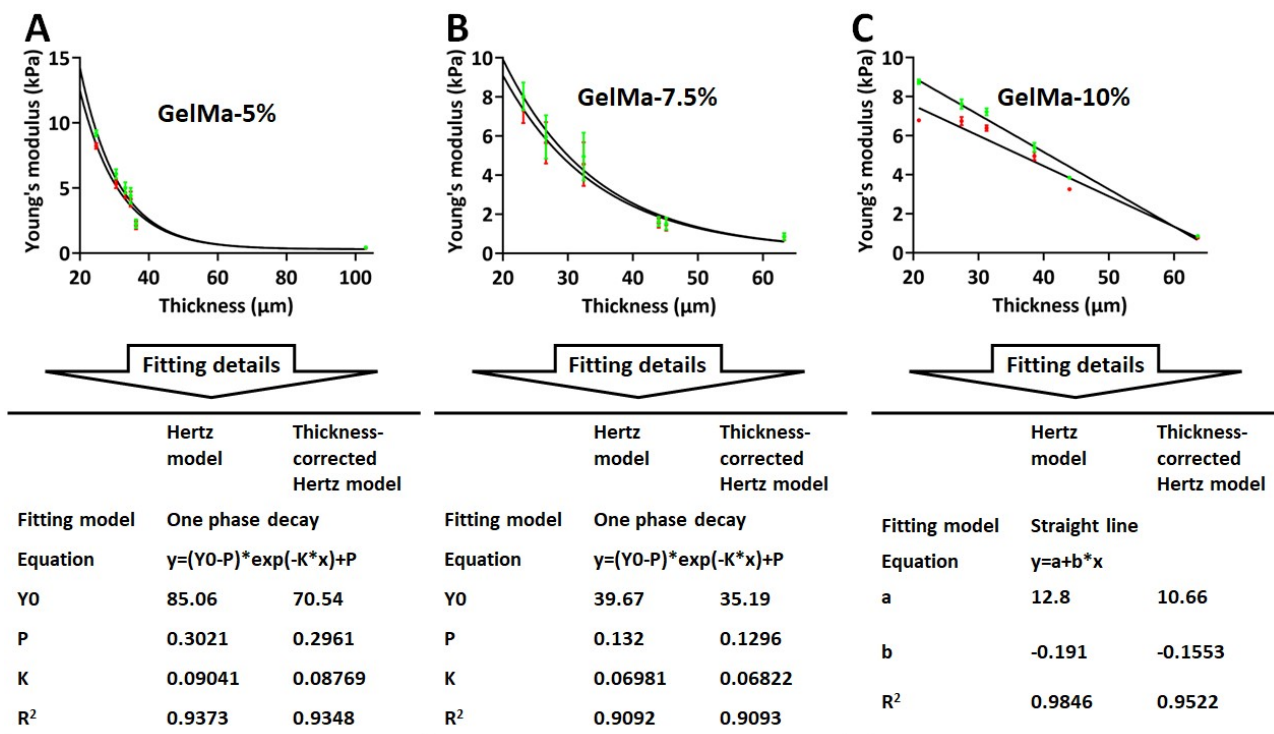 A
B
C
Young's modulus (kPa)
15
10
5
0
GelMa-5%
20
40
60
80
100
Thickness (µm)
Young's modulus (kPa)
10
8
6
4
2
0
GelMa-7.5%
20
30
40
50
60
Thickness (µm)
Young's modulus (kPa)
10
8
6
4
2
0
GelMa-10%
20
30
40
50
60
Thickness (µm)
Fitting details
Hertz model
Thickness-corrected Hertz model
Fitting model One phase decay
Equation y=(Y0-P)*exp(-K*x)+P
Y0 85.06 70.54
P 0.3021 0.2961
K 0.09041 0.08769
R² 0.9373 0.9348
Fitting details
Hertz model
Thickness-corrected Hertz model
Fitting model One phase decay
Equation y=(Y0-P)*exp(-K*x)+P
Y0 39.67 35.19
P 0.132 0.1296
K 0.06981 0.06822
R² 0.9092 0.9093
Fitting details
Hertz model
Thickness-corrected Hertz model
Fitting model Straight line
Equation y=a+b*x
a 12.8 10.66
b -0.191 -0.1553
R² 0.9846 0.9522